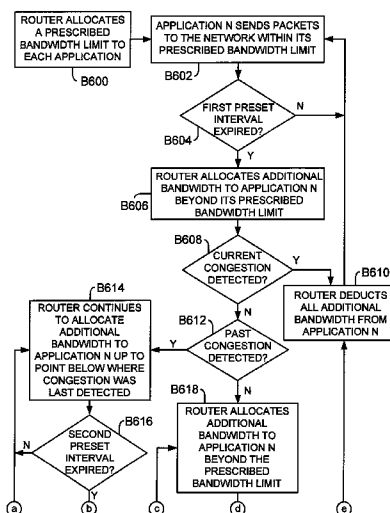 ROUTER ALLOCATES
A PRESCRIBED
BANDWIDTH LIMIT TO
EACH APPLICATION
B600
APPLICATION N SENDS PACKETS
TO THE NETWORK WITHIN ITS
PRESCRIBED BANDWIDTH LIMIT
B602
FIRST PRESET
INTERVAL
EXPIRED?
N
B604
Y
ROUTER ALLOCATES ADDITIONAL
BANDWIDTH TO APPLICATION N
BEYOND ITS PRESCRIBED
BANDWIDTH LIMIT
B606
B608
CURRENT
CONGESTION
DETECTED?
Y
B610
ROUTER DEDUCTS
ALL ADDITIONAL
BANDWIDTH FROM
APPLICATION N
N
B614
ROUTER CONTINUES
TO ALLOCATE
ADDITIONAL
BANDWIDTH TO
APPLICATION N UP TO
POINT BELOW WHERE
CONGESTION WAS
LAST DETECTED
B612
PAST
CONGESTION
DETECTED?
Y
N
B618
ROUTER ALLOCATES
ADDITIONAL
BANDWIDTH TO
APPLICATION N
BEYOND THE
PRESCRIBED
BANDWIDTH LIMIT
B616
N
SECOND
PRESET
INTERVAL
EXPIRED?
Y
a
b
c
d
e